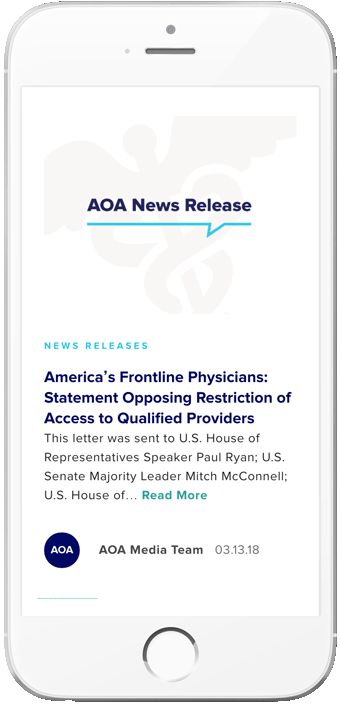 AOA News Release
NEWS RELEASES
America's Frontline Physicians:
Statement Opposing Restriction of
Access to Qualified Providers
This letter was sent to U.S. House of
Representatives Speaker Paul Ryan; U.S.
Senate Majority Leader Mitch McConnell;
U.S. House of… Read More
AOA AOA Media Team 03.13.18